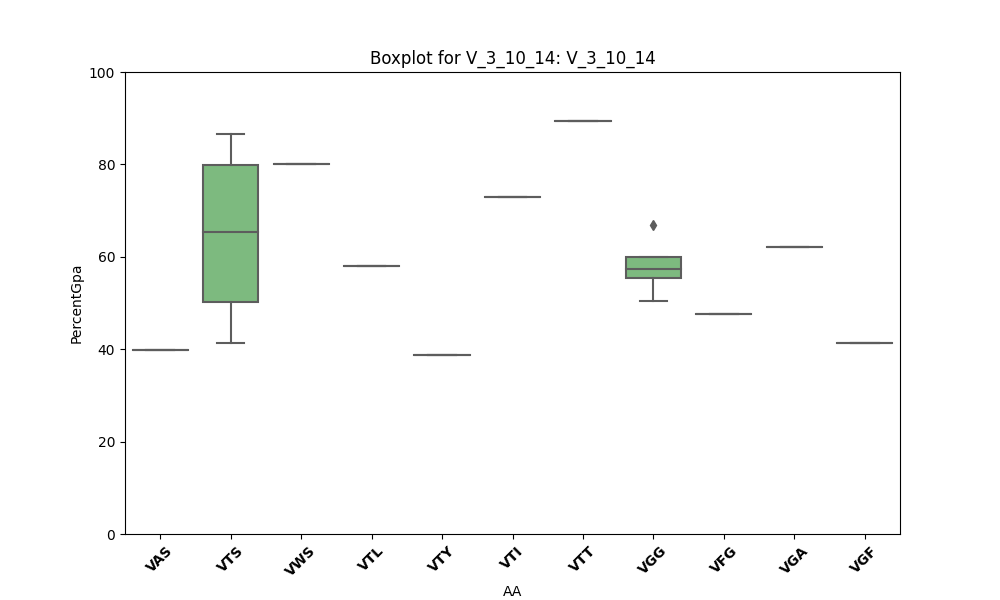 Boxplot for V_3_10_14: V_3_10_14
PercentGpa
100
80
60
40
20
0
VAS
VTS
VWS
VTL
VTY
VTI
VTT
VGG
VFG
VGA
VGF
AA